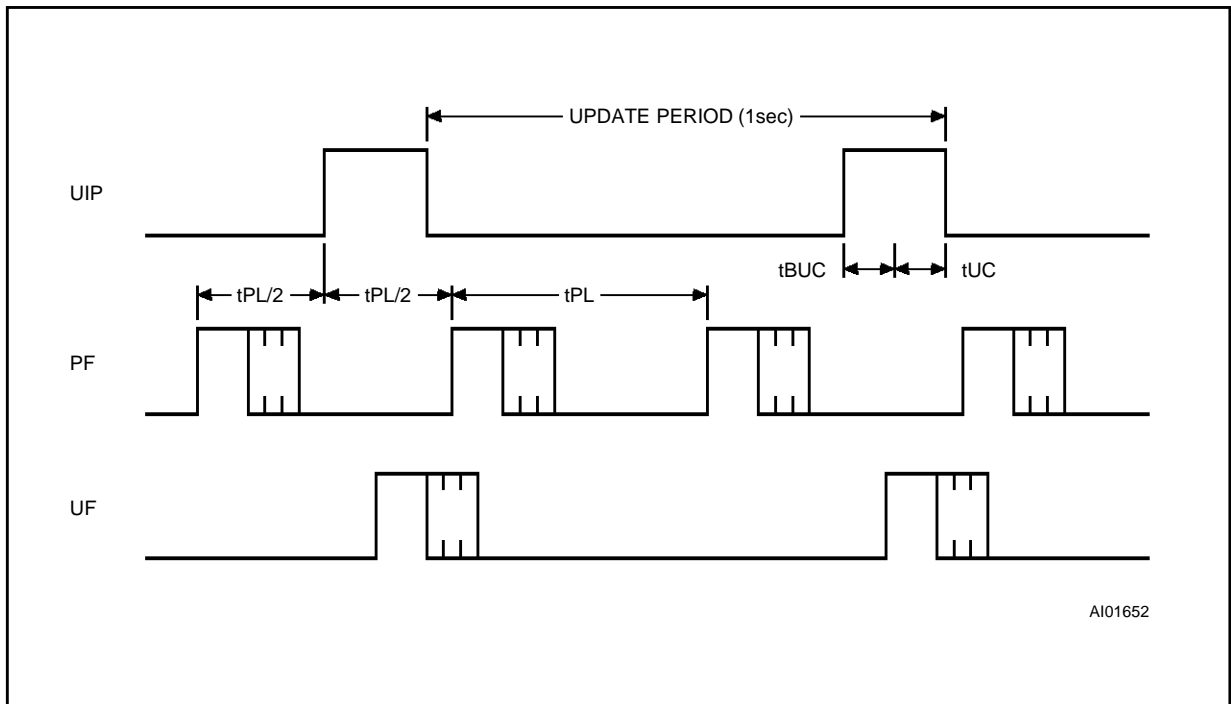 UPDATE PERIOD (1sec)
UIP
tBUC
tUC
tPL/2
tPL/2
tPL
PF
UF
AI01652